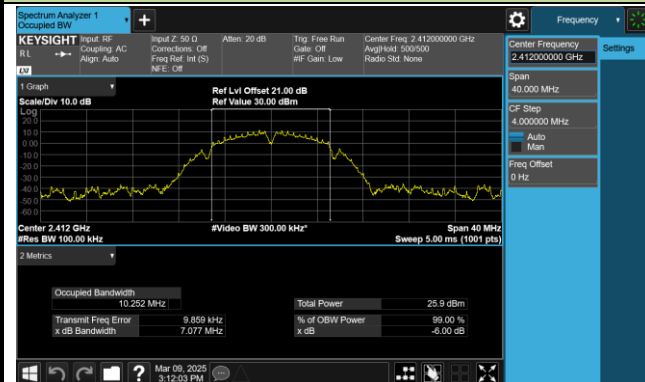 Spectrum Analyzer 1
Occupied BW
+
Frequency
KEYSIGHT
RL
LXI
Input: RF
Coupling: AC
Align: Auto
Input Z: 50 Ω
Corrections: Off
Freq Ref: Int (S)
NFE: Off
Atten: 20 dB
Trig: Free Run
Gate: Off
#IF Gain: Low
Center Freq: 2.412000000 GHz
Avg|Hold: 500/500
Radio Std: None
Center Frequency
2.412000000 GHz
Settings
Span
40.000 MHz
CF Step
4.000000 MHz
Auto
Man
Freq Offset
0 Hz
1 Graph
Scale/Div 10.0 dB
Ref Lvl Offset 21.00 dB
Ref Value 30.00 dBm
Log
20.0
10.0
0.00
-10.0
-20.0
-30.0
-40.0
-50.0
-60.0
Center 2.412 GHz
#Res BW 100.00 kHz
#Video BW 300.00 kHz*
Span 40 MHz
Sweep 5.00 ms (1001 pts)
2 Metrics
Occupied Bandwidth
10.252 MHz
Total Power 25.9 dBm
Transmit Freq Error 9.859 kHz
% of OBW Power 99.00 %
x dB Bandwidth 7.077 MHz
x dB -6.00 dB
?
Mar 09, 2025
3:12:03 PM